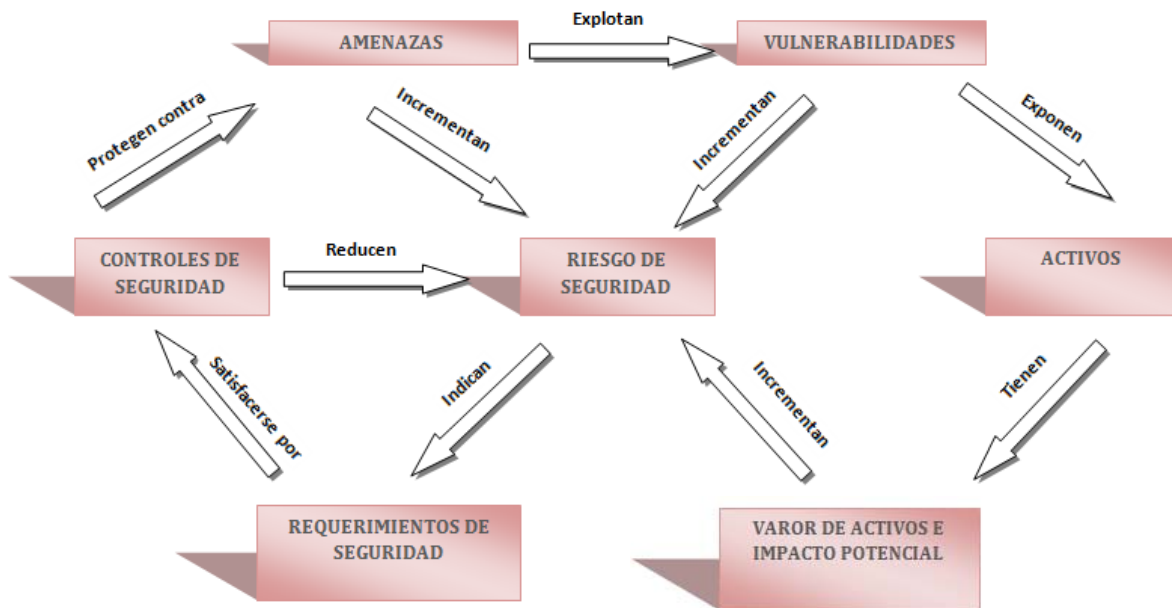 Explotan
AMENAZAS
VULNERABILIDADES
Protegen contra
Incrementan
Incrementan
Exponen
CONTROLES DE
SEGURIDAD
Reducen
RIESGO DE
SEGURIDAD
ACTIVOS
Satisfacerse por
Indican
Incrementan
Tienen
REQUERIMIENTOS DE
SEGURIDAD
VAROR DE ACTIVOS E
IMPACTO POTENCIAL